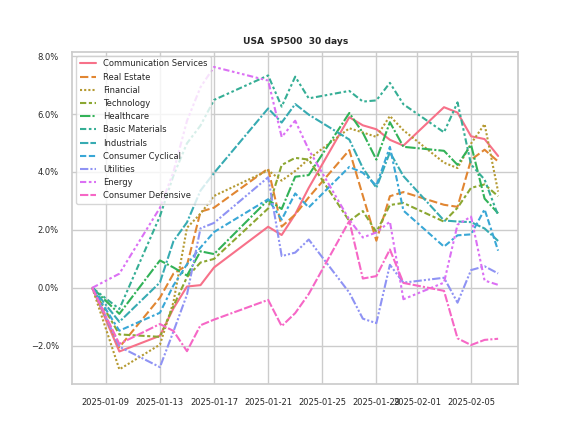 USA SP500 30 days
8.0%
6.0%
4.0%
2.0%
0.0%
−2.0%
Communication Services
Real Estate
Financial
Technology
Healthcare
Basic Materials
Industrials
Consumer Cyclical
Utilities
Energy
Consumer Defensive
2025-01-09 2025-01-13 2025-01-17 2025-01-21 2025-01-25 2025-01-29 2025-02-01 2025-02-05